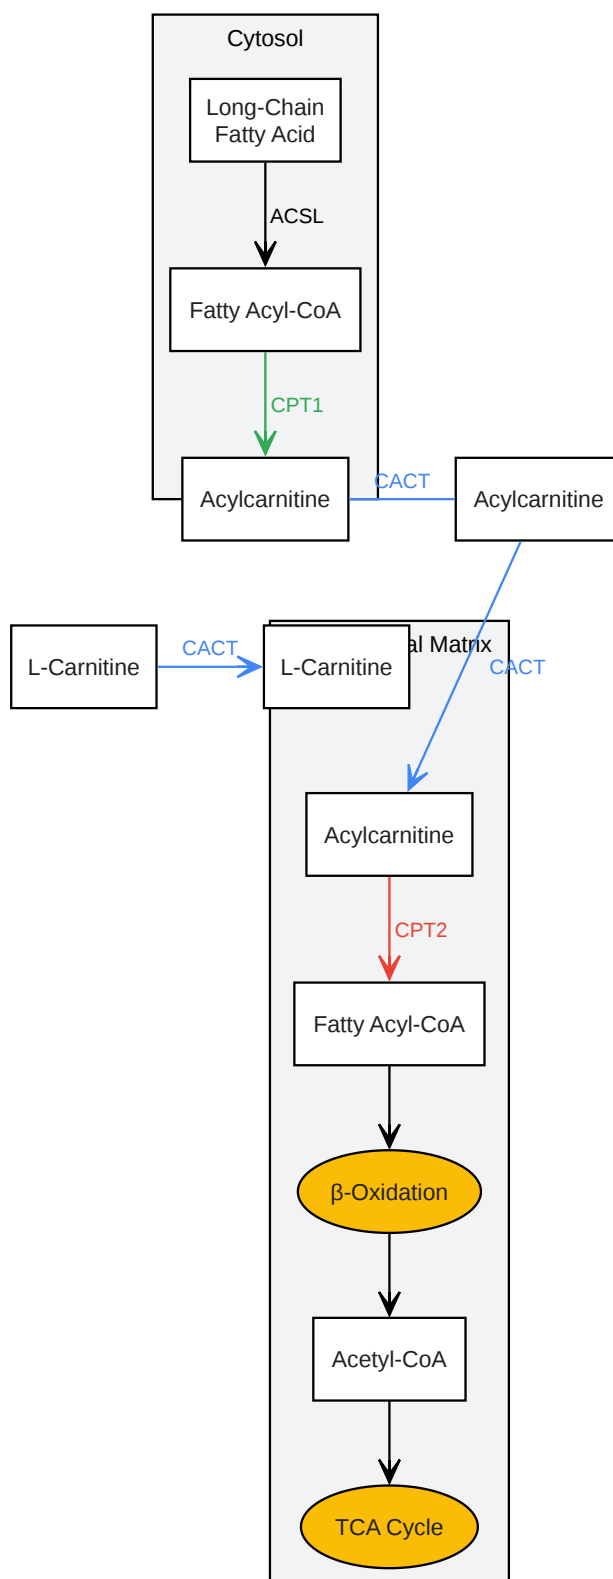 Cytosol
Long-Chain
Fatty Acid
ACSL
Fatty Acyl-CoA
CPT1
CACT
Acylcarnitine
Acylcarnitine
L-Carnitine
CACT
L-Carnitine
al Matrix
CACT
Acylcarnitine
CPT2
Fatty Acyl-CoA
β-Oxidation
Acetyl-CoA
TCA Cycle